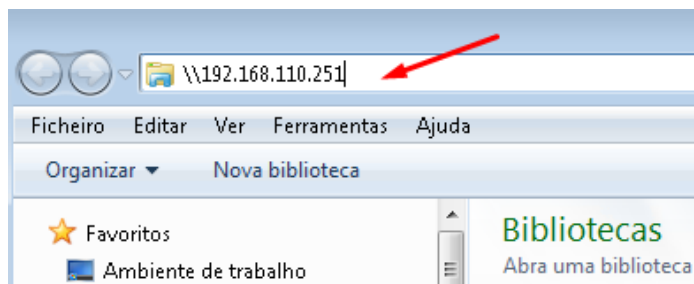 \\192.168.110.251
Ficheiro Editar Ver Ferramentas Ajuda
Organizar Nova biblioteca
Favoritos
Ambiente de trabalho
Bibliotecas
Abra uma biblioteca